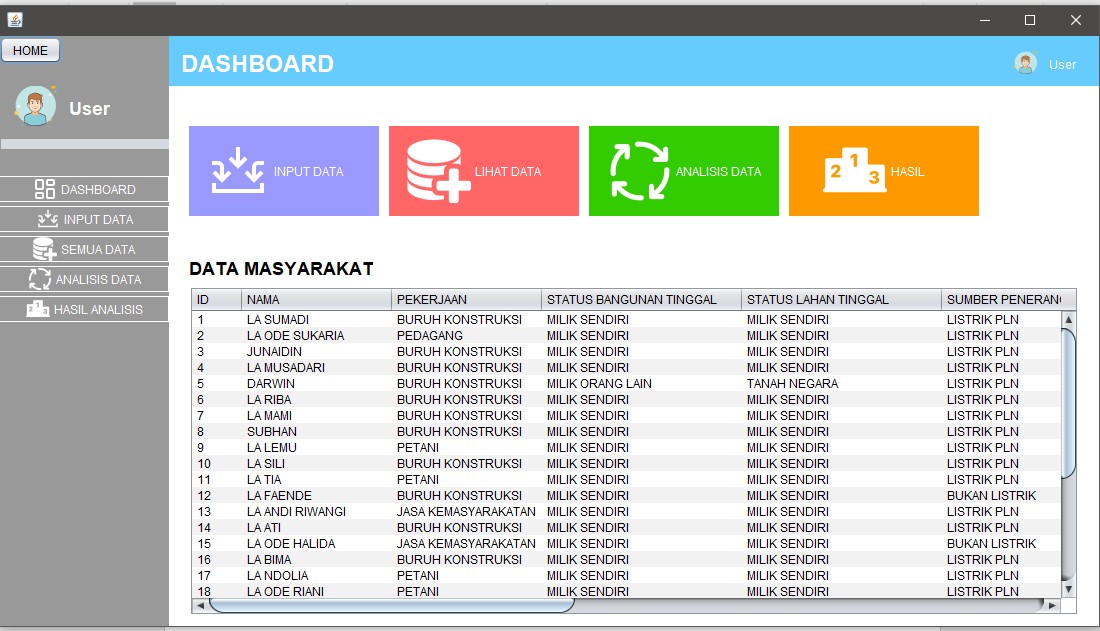 HOME
DASHBOARD
User
User
INPUT DATA
LIHAT DATA
ANALISIS DATA
1
2
3
HASIL
DASHBOARD
INPUT DATA
SEMUA DATA
ANALISIS DATA
HASIL ANALISIS
DATA MASYARAKAT
ID NAMA PEKERJAAN STATUS BANGUNAN TINGGAL STATUS LAHAN TINGGAL SUMBER PENERAN
1 LA SUMADI BURUH KONSTRUKSI MILIK SENDIRI MILIK SENDIRI LISTRIK PLN
2 LA ODE SUKARIA PEDAGANG MILIK SENDIRI MILIK SENDIRI LISTRIK PLN
3 JUNAIDIN BURUH KONSTRUKSI MILIK SENDIRI MILIK SENDIRI LISTRIK PLN
4 LA MUSADARI BURUH KONSTRUKSI MILIK SENDIRI MILIK SENDIRI LISTRIK PLN
5 DARWIN BURUH KONSTRUKSI MILIK ORANG LAIN TANAH NEGARA LISTRIK PLN
6 LA RIBA BURUH KONSTRUKSI MILIK SENDIRI MILIK SENDIRI LISTRIK PLN
7 LA MAMI BURUH KONSTRUKSI MILIK SENDIRI MILIK SENDIRI LISTRIK PLN
8 SUBHAN BURUH KONSTRUKSI MILIK SENDIRI MILIK SENDIRI LISTRIK PLN
9 LA LEMU PETANI MILIK SENDIRI MILIK SENDIRI LISTRIK PLN
10 LA SILI BURUH KONSTRUKSI MILIK SENDIRI MILIK SENDIRI LISTRIK PLN
11 LA TIA PETANI MILIK SENDIRI MILIK SENDIRI LISTRIK PLN
12 LA FAENDE BURUH KONSTRUKSI MILIK SENDIRI MILIK SENDIRI BUKAN LISTRIK
13 LA ANDI RIWANGI JASA KEMASYARAKATAN MILIK SENDIRI MILIK SENDIRI LISTRIK PLN
14 LA ATI BURUH KONSTRUKSI MILIK SENDIRI MILIK SENDIRI LISTRIK PLN
15 LA ODE HALIDA JASA KEMASYARAKATAN MILIK SENDIRI MILIK SENDIRI BUKAN LISTRIK
16 LA BIMA BURUH KONSTRUKSI MILIK SENDIRI MILIK SENDIRI LISTRIK PLN
17 LA NDOLIA PETANI MILIK SENDIRI MILIK SENDIRI LISTRIK PLN
18 LA ODE RIANI PETANI MILIK SENDIRI MILIK SENDIRI LISTRIK PLN